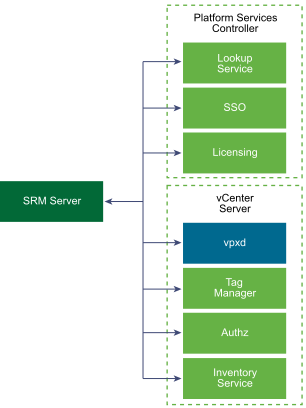 Platform Services
Controller
Lookup
Service
SSO
Licensing
SRM Server
vCenter
Server
vpxd
Tag
Manager
Authz
Inventory
Service